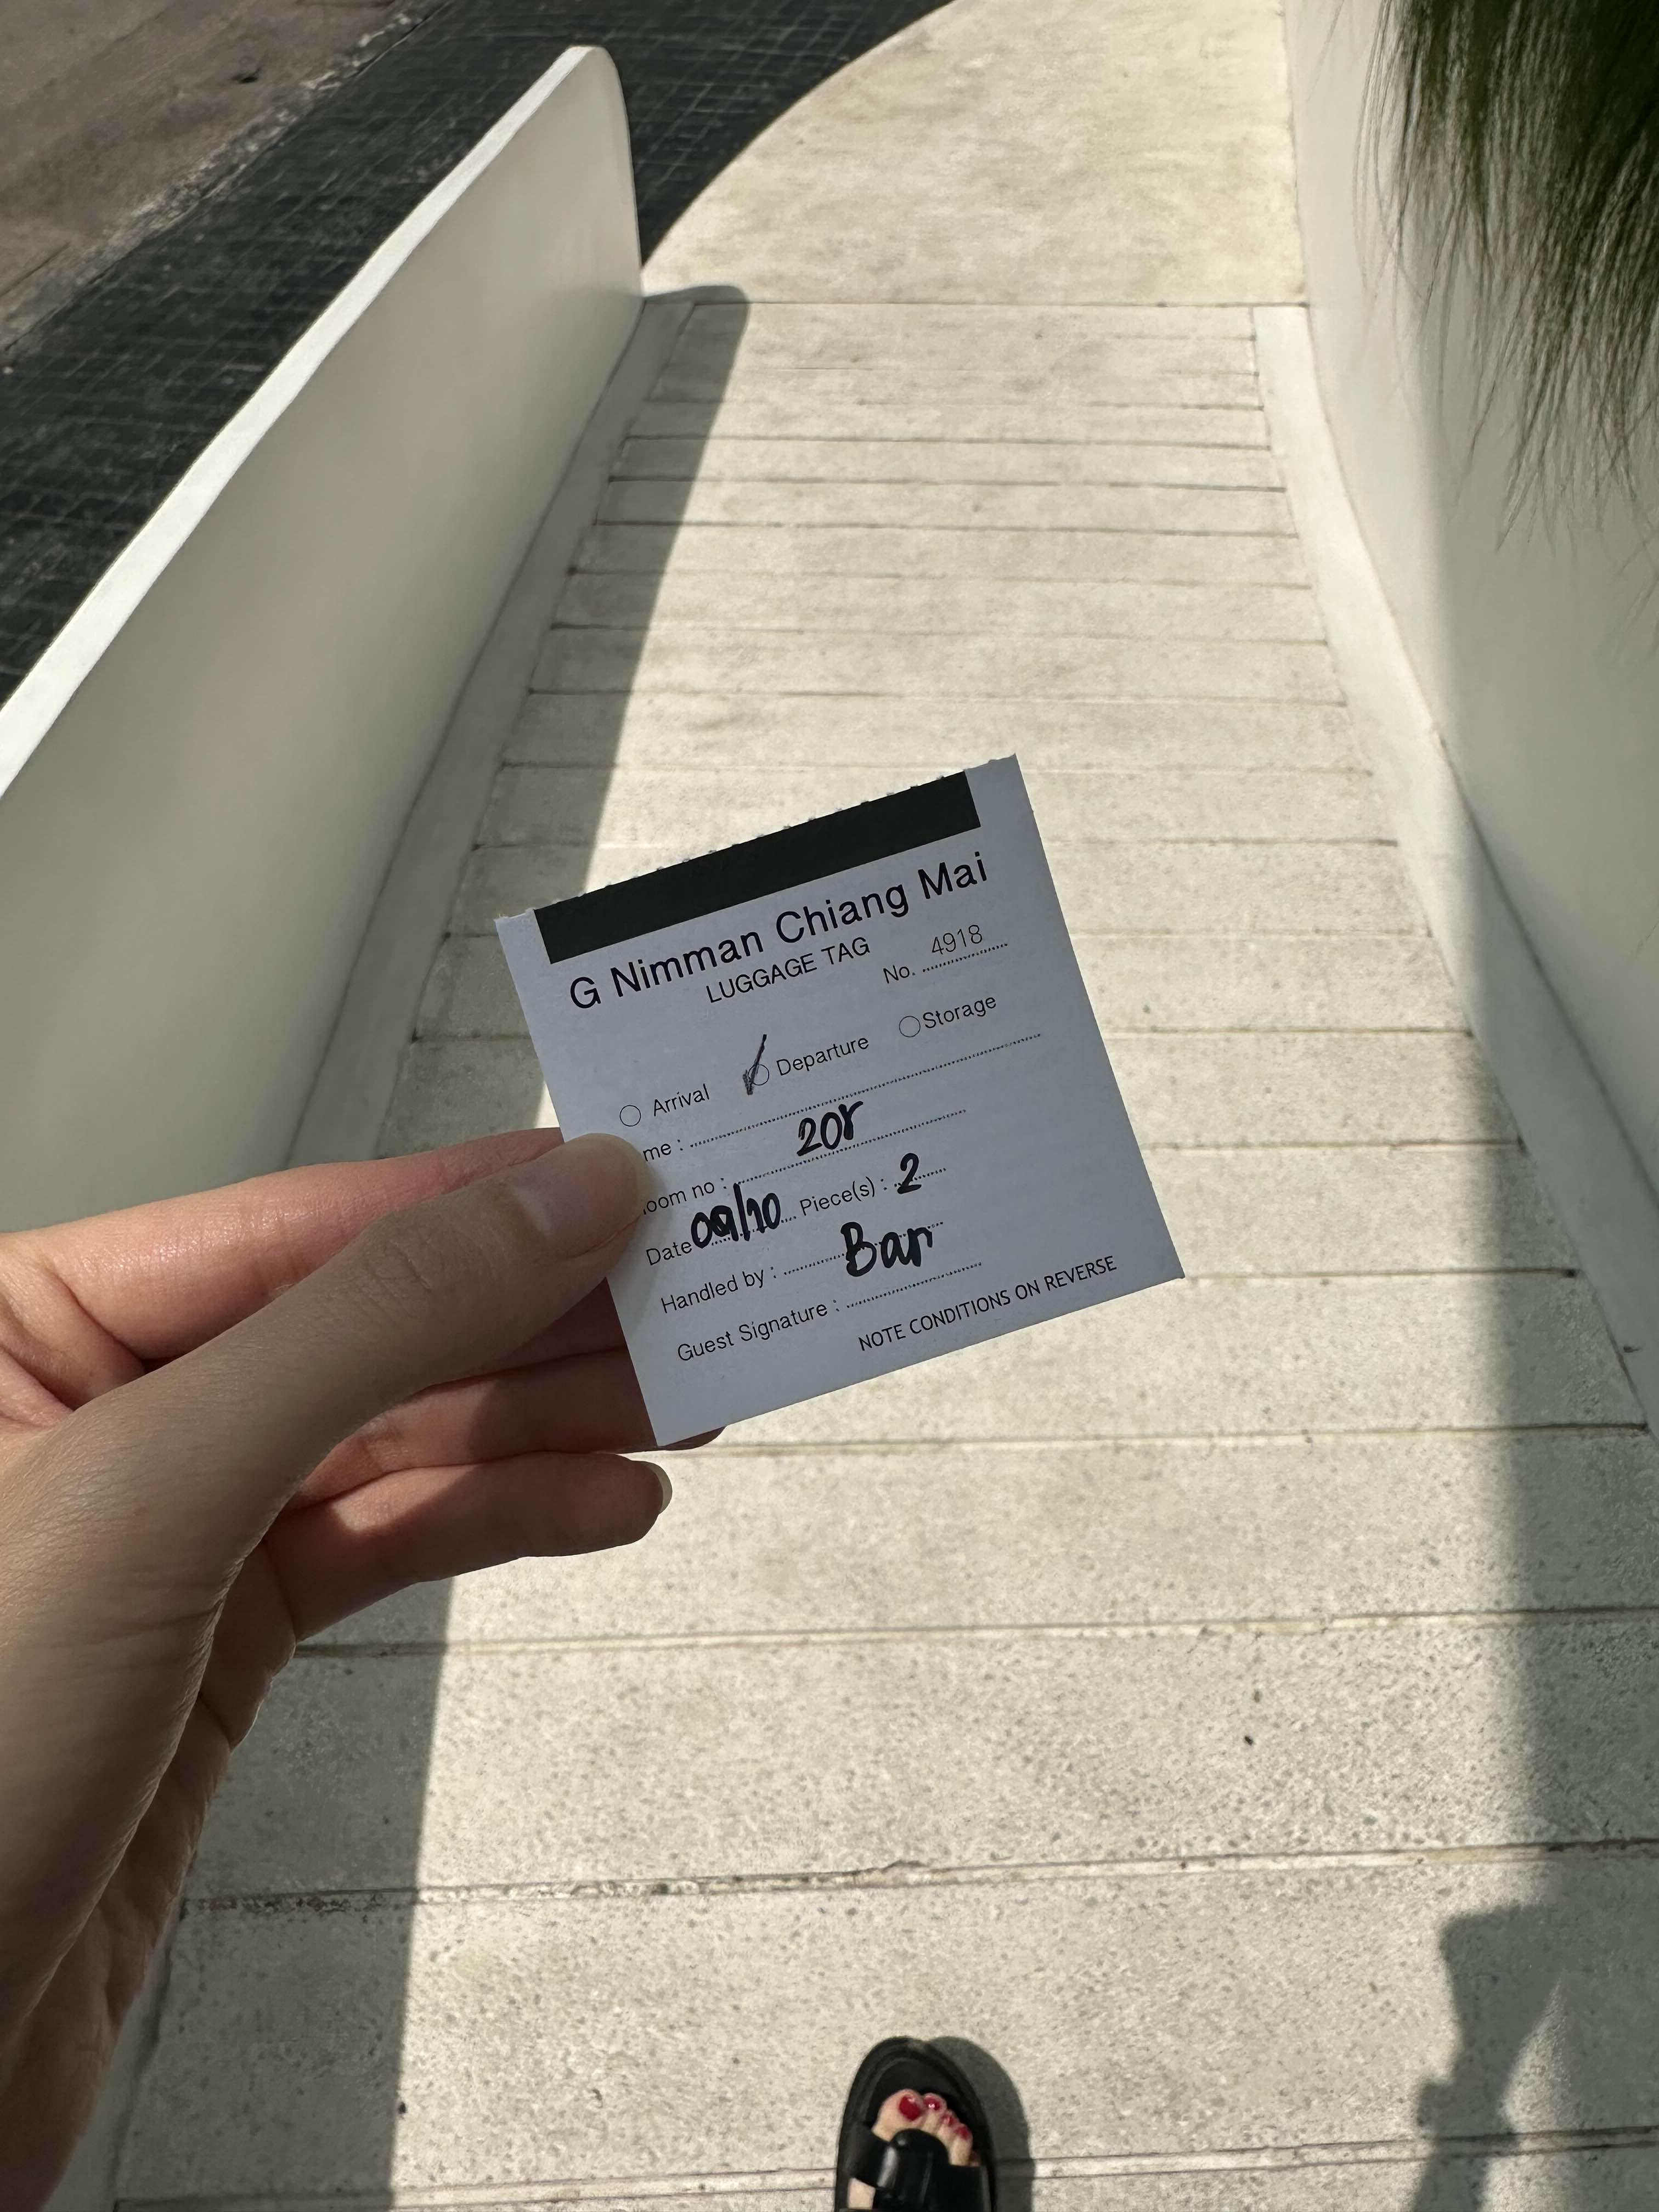 G Nimman Chiang Mai
LUGGAGE TAG
No. 4918
Arrival Departure Storage
me :
oom no : 208
Date 09/10 Piece(s) : 2
Handled by : Ban
Guest Signature :
NOTE CONDITIONS ON REVERSE